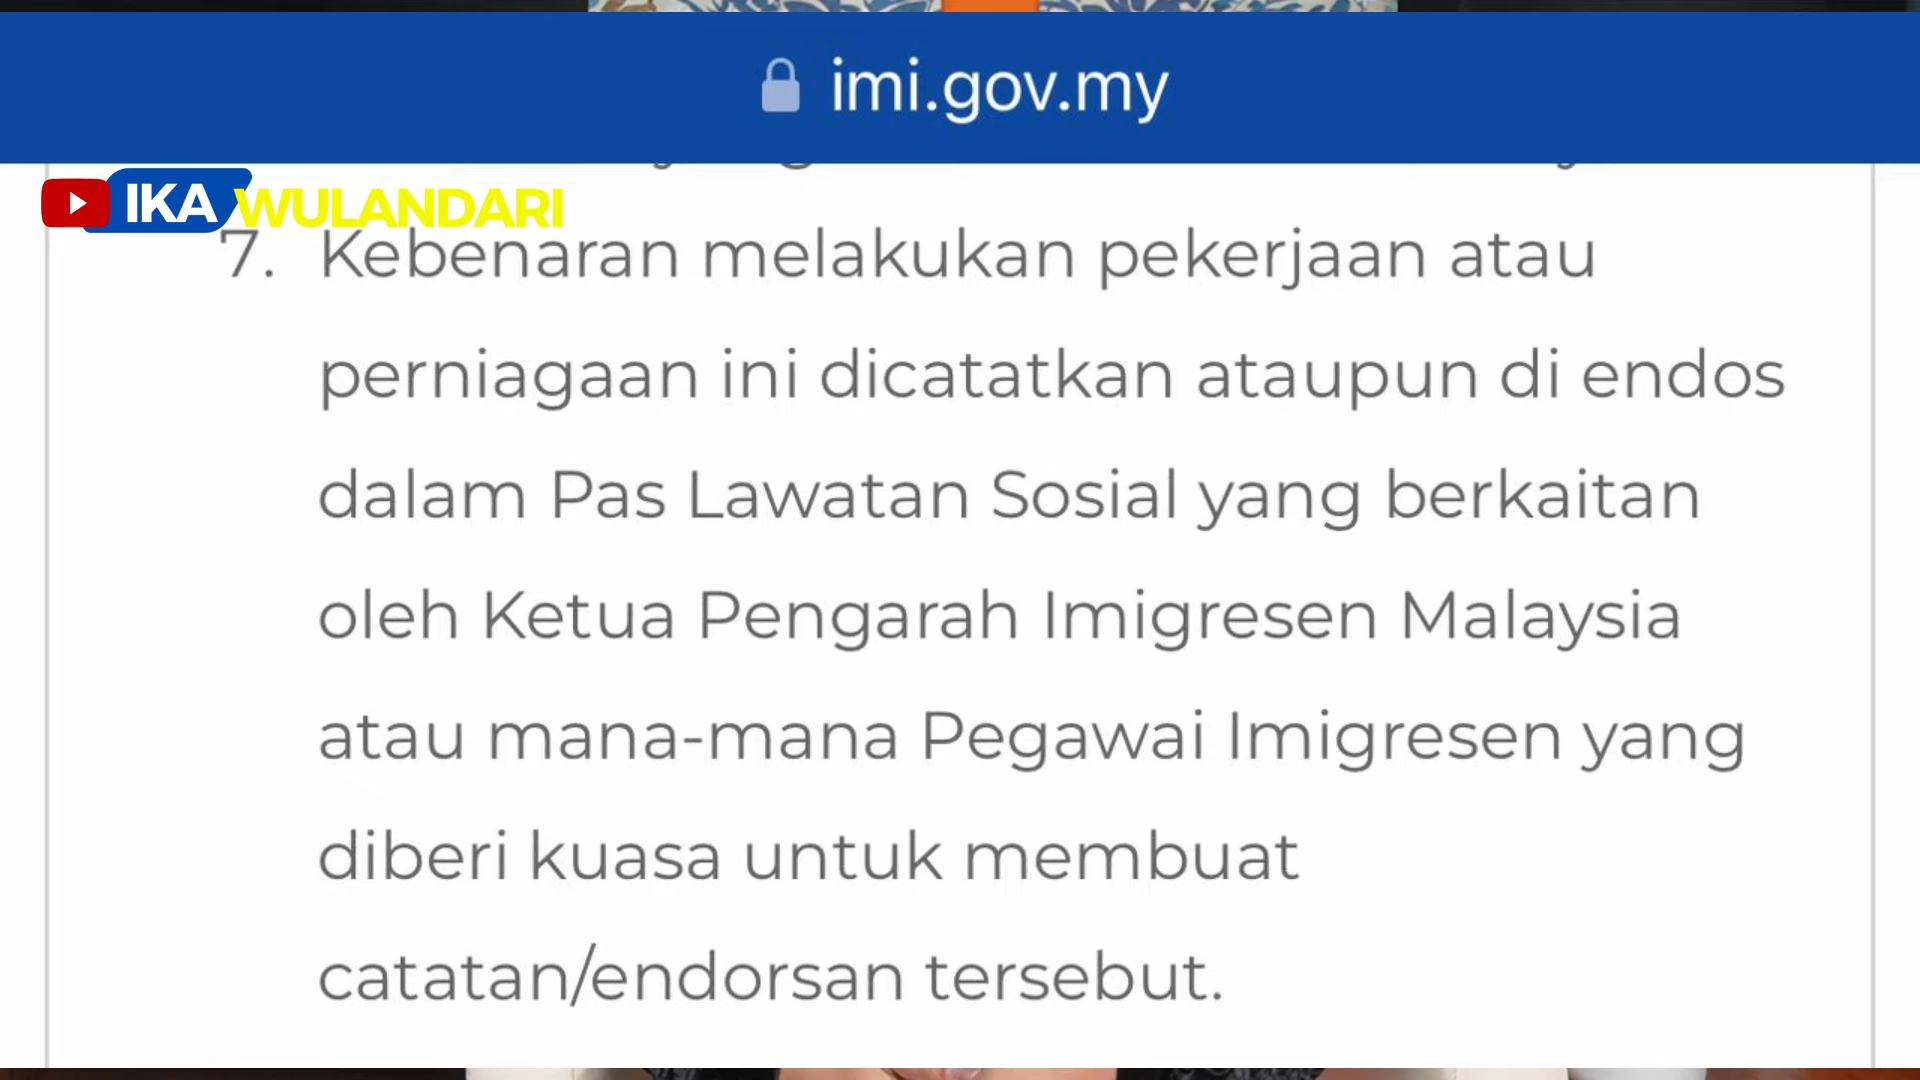 imi.gov.my
IKA WULANDARI
7. Kebenaran melakukan pekerjaan atau
perniagaan ini dicatatkan ataupun di endos
dalam Pas Lawatan Sosial yang berkaitan
oleh Ketua Pengarah Imigresen Malaysia
atau mana-mana Pegawai Imigresen yang
diberi kuasa untuk membuat
catatan/endorsan tersebut.